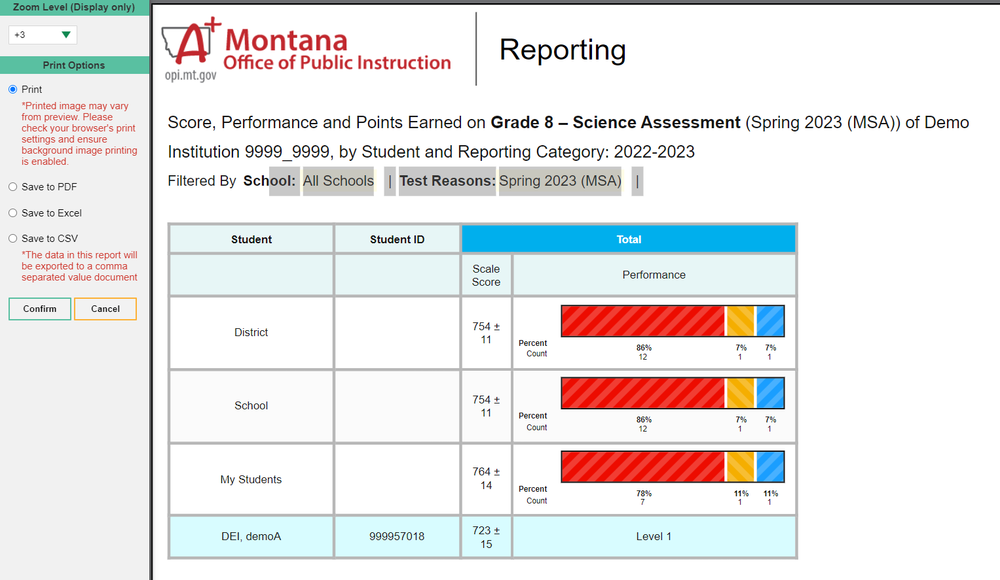 Zoom Level (Display only)
+3
Print Options
Print
*Printed image may vary
from preview. Please
check your browser's print
settings and ensure
background image printing
is enabled.
Save to PDF
Save to Excel
Save to CSV
*The data in this report will
be exported to a comma
separated value document
Confirm Cancel
A+ Montana
Office of Public Instruction
opi.mt.gov
Reporting
Score, Performance and Points Earned on Grade 8 – Science Assessment (Spring 2023 (MSA)) of Demo
Institution 9999_9999, by Student and Reporting Category: 2022-2023
Filtered By School: All Schools | Test Reasons: Spring 2023 (MSA) |
Student Student ID Total
Scale
Score
Performance
District
754 ±
11
Percent 86% 7% 7%
Count 12 1 1
School
754 ±
11
Percent 86% 7% 7%
Count 12 1 1
My Students
764 ±
14
Percent 78% 11% 11%
Count 7 1 1
DEI, demoA
999957018
723 ±
15
Level 1